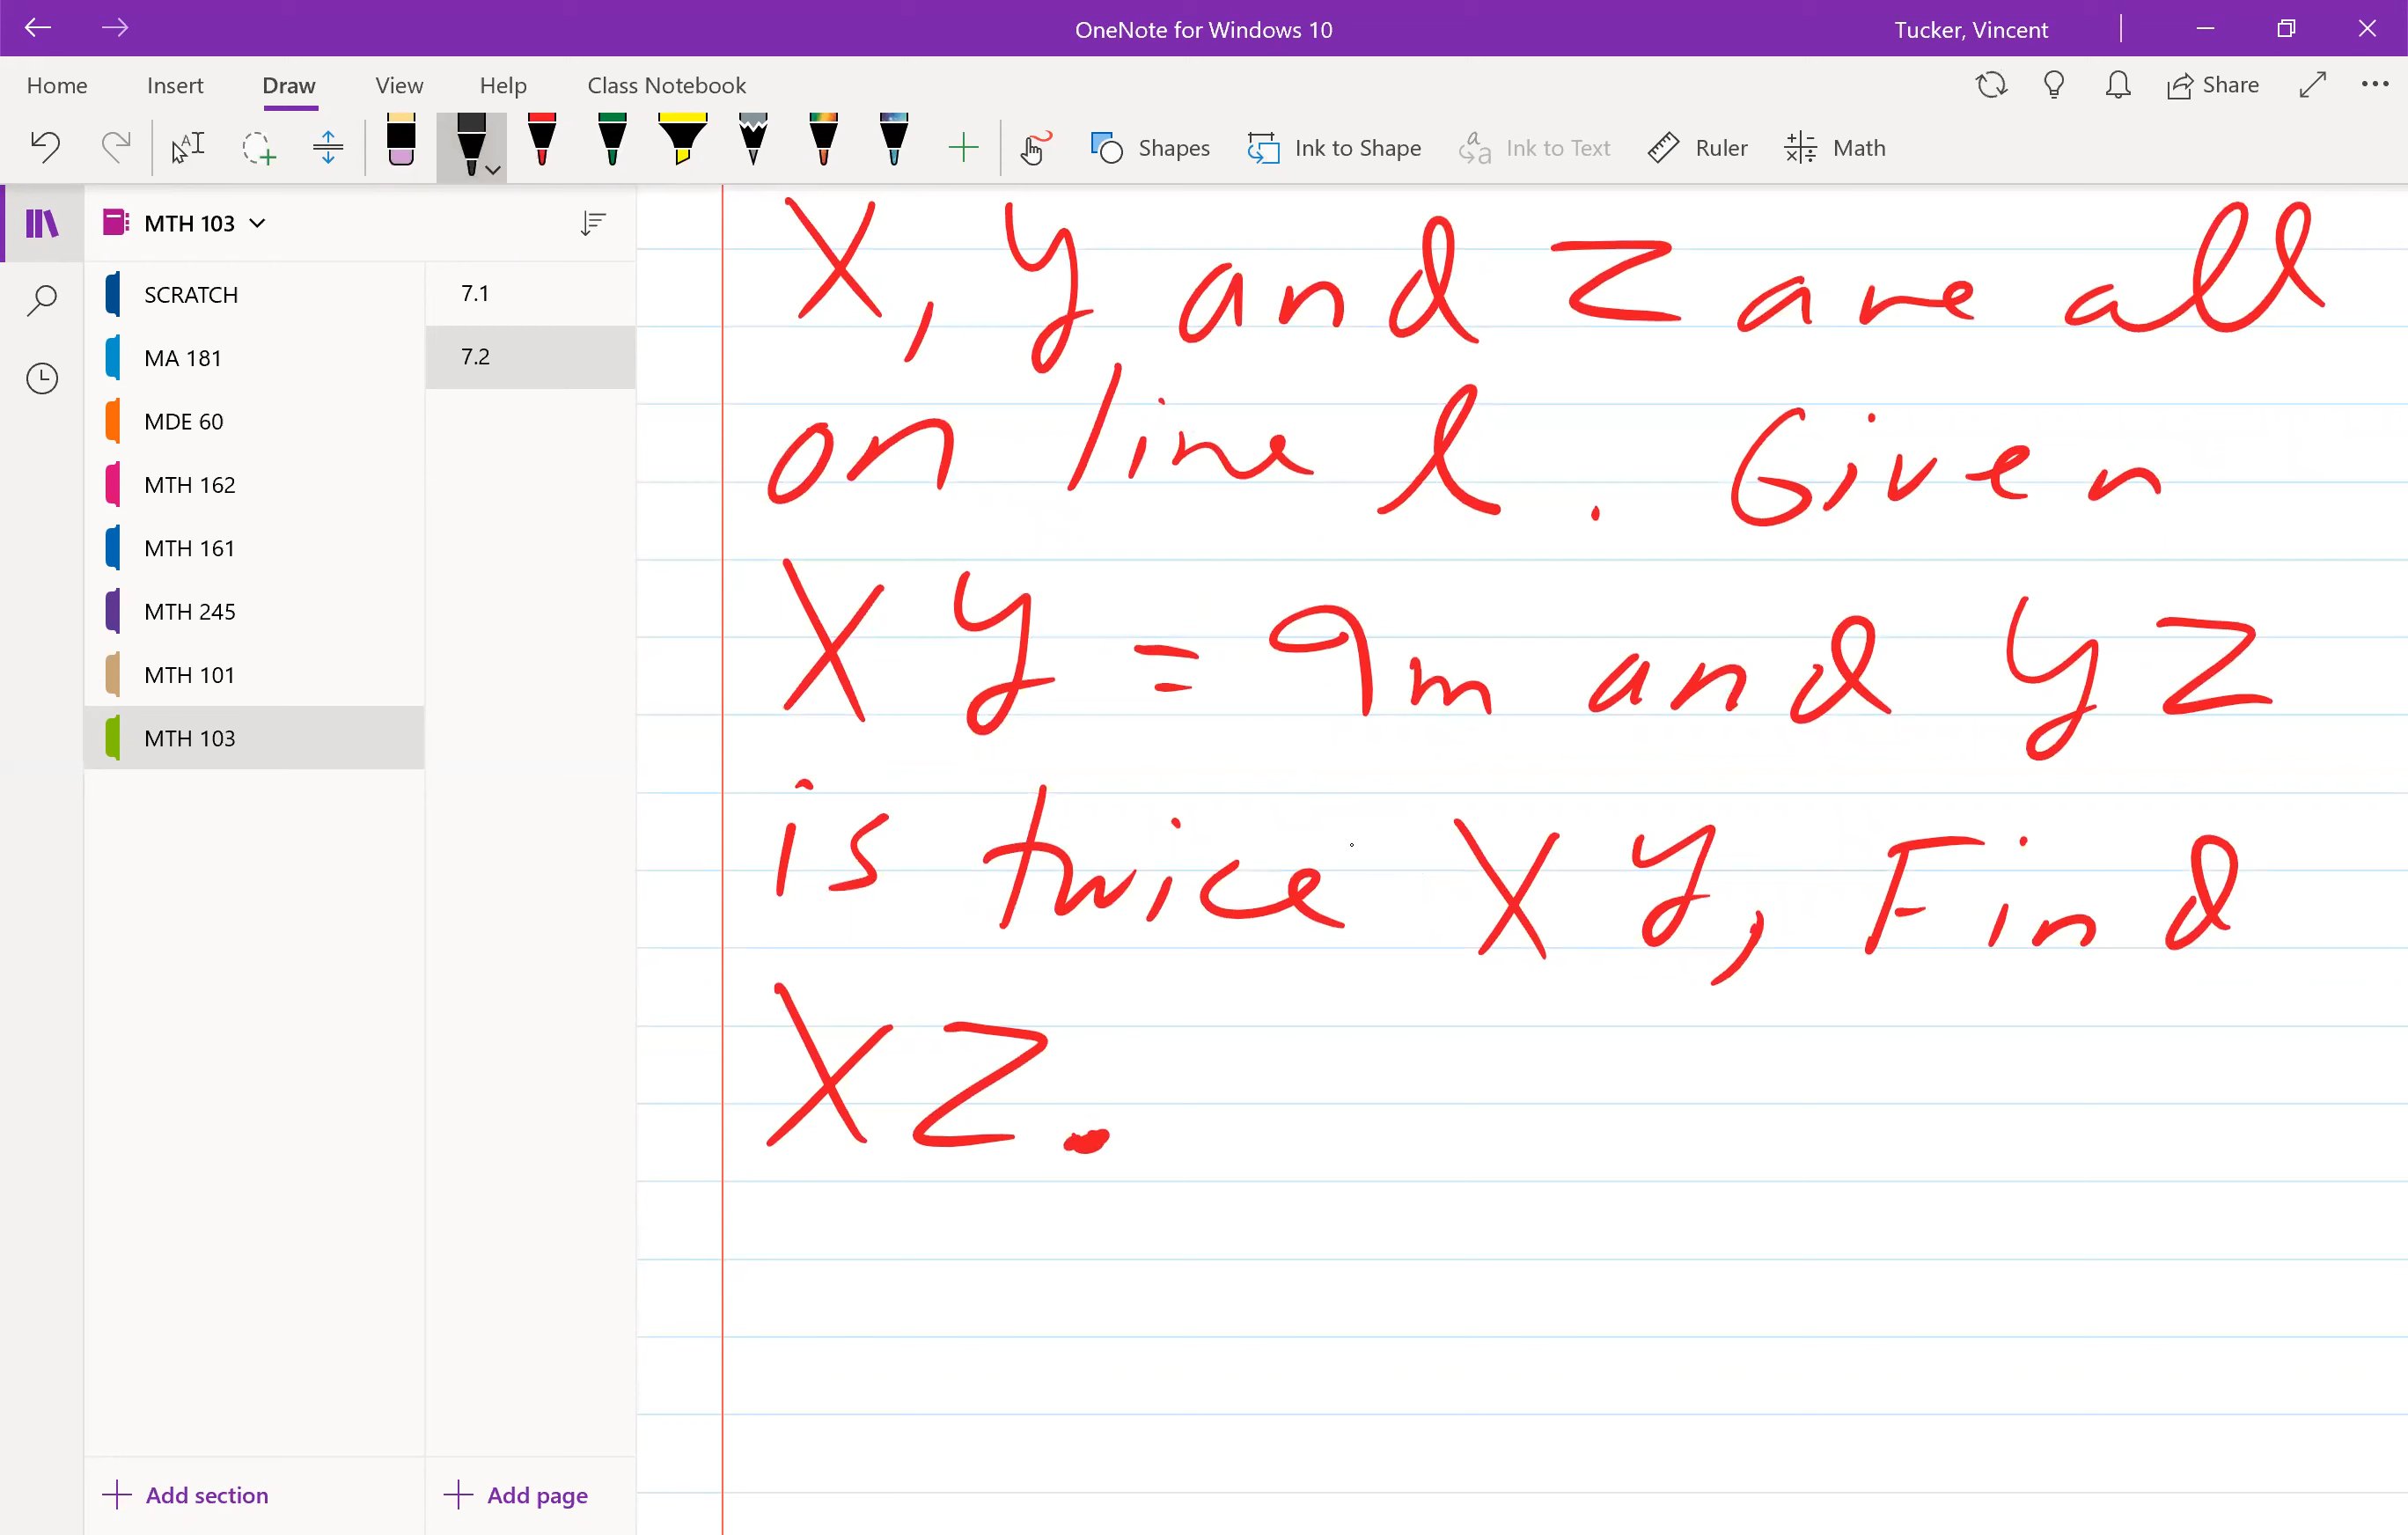 OneNote for Windows 10
Tucker, Vincent
Home Insert Draw View Help Class Notebook
Share
Shapes Ink to Shape Ink to Text Ruler Math
MTH 103
SCRATCH
MA 181
MDE 60
MTH 162
MTH 161
MTH 245
MTH 101
MTH 103
7.1
7.2
X, Y and Z are all
on line l. Given
XY = 9m and YZ
is twice XY, Find
XZ.
Add section
Add page